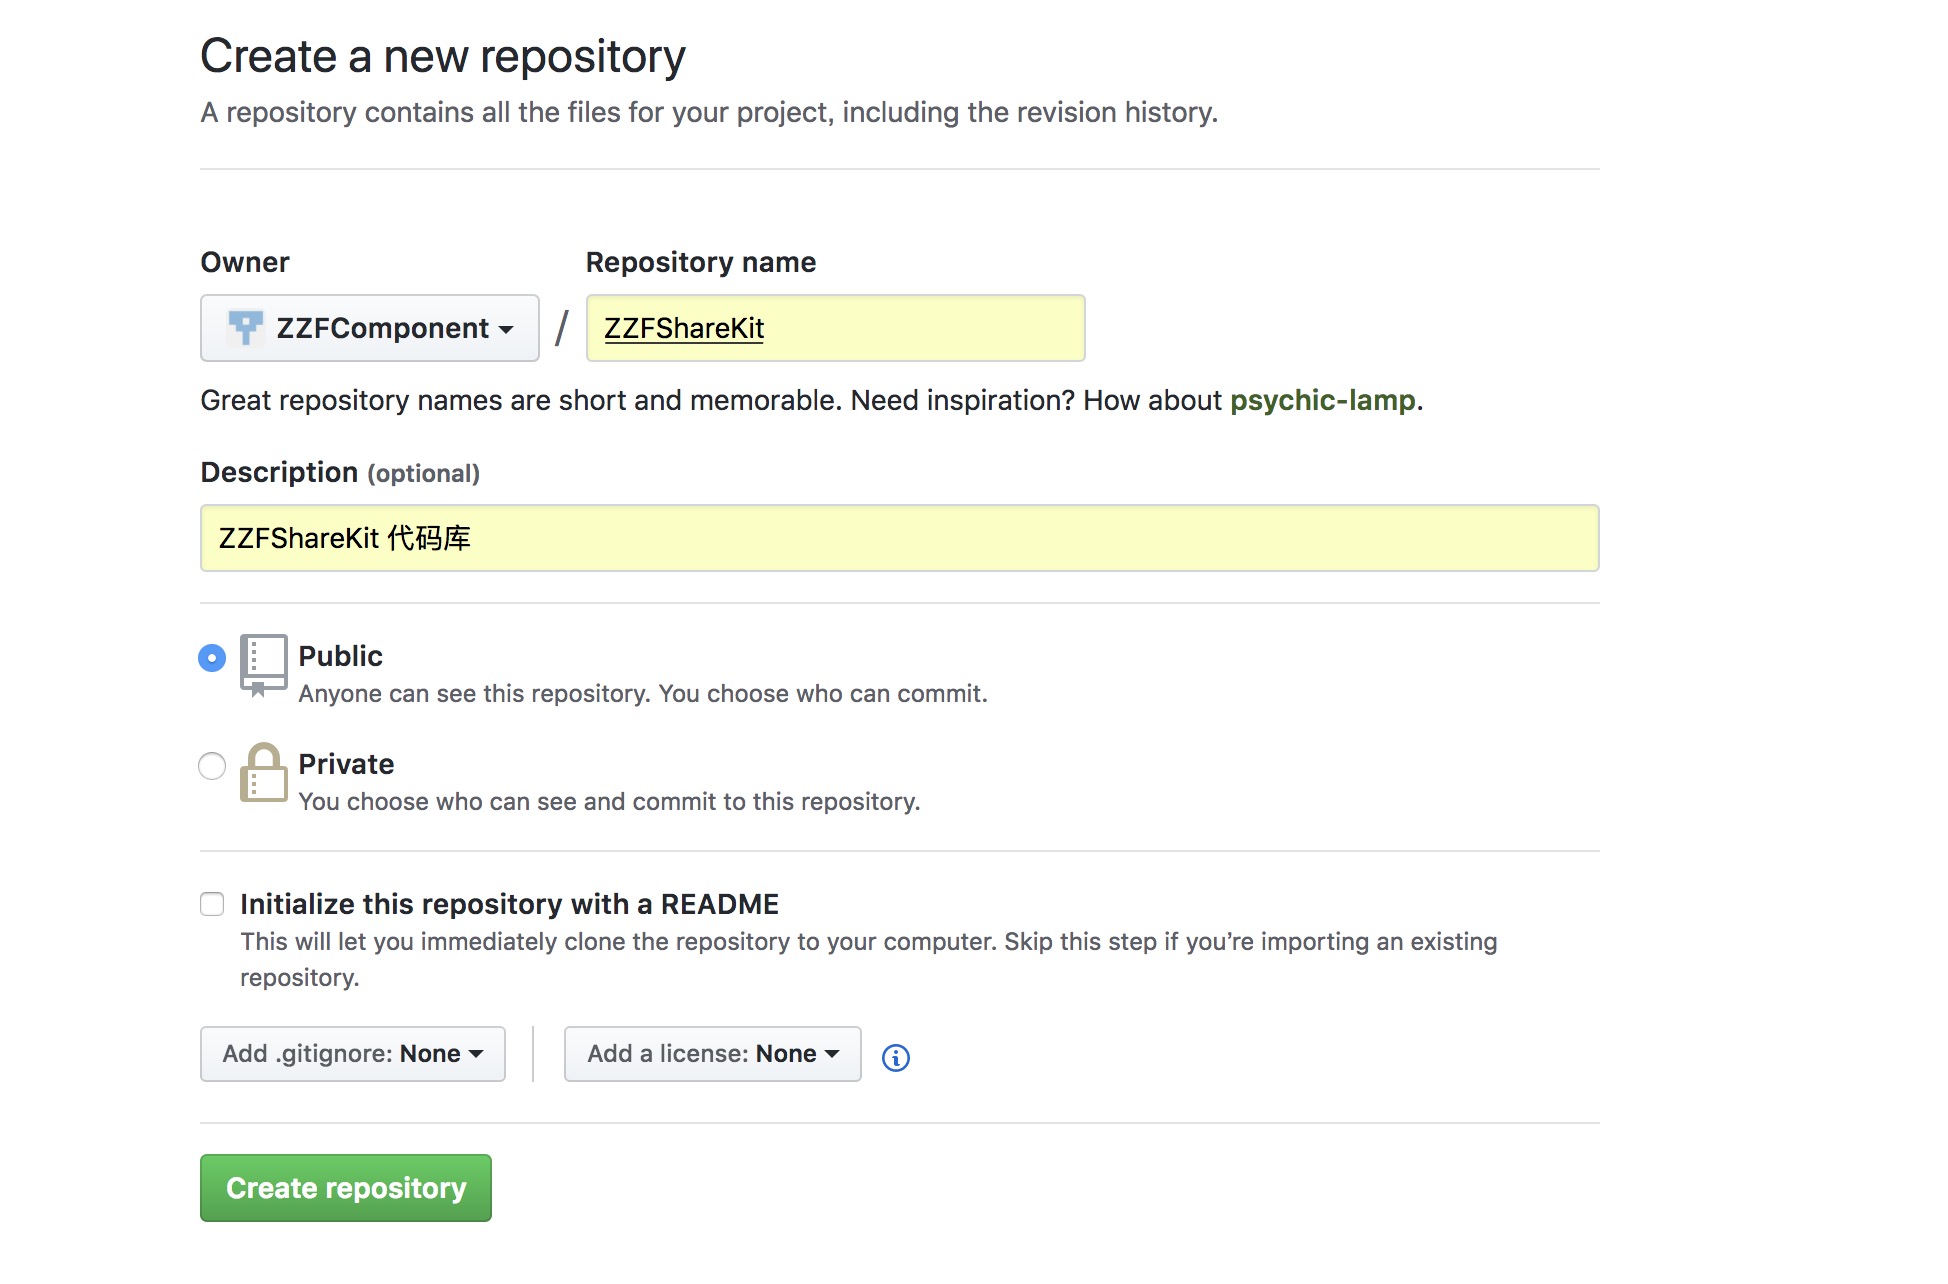 Create a new repository
A repository contains all the files for your project, including the revision history.
Owner
Repository name
ZZFComponent / ZZFShareKit
Great repository names are short and memorable. Need inspiration? How about psychic-lamp.
Description (optional)
ZZFShareKit 代码库
Public
Anyone can see this repository. You choose who can commit.
Private
You choose who can see and commit to this repository.
Initialize this repository with a README
This will let you immediately clone the repository to your computer. Skip this step if you’re importing an existing
repository.
Add .gitignore: None
Add a license: None
Create repository